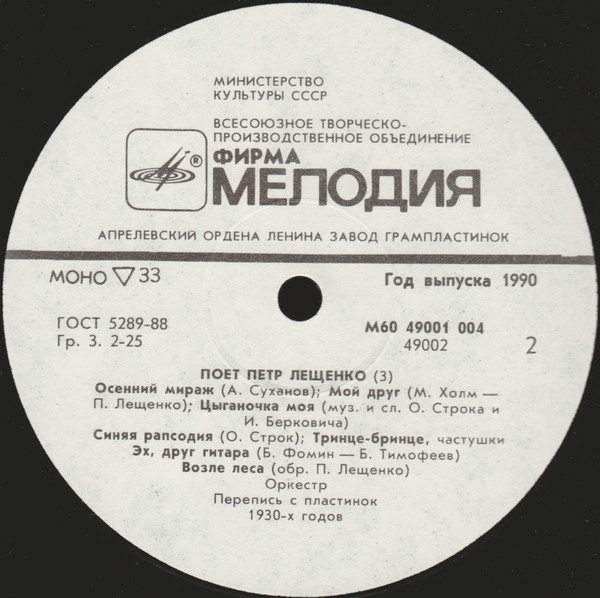 МИНИСТЕРСТВО
КУЛЬТУРЫ СССР
ВСЕСОЮЗНОЕ ТВОРЧЕСКО-
ПРОИЗВОДСТВЕННОЕ ОБЪЕДИНЕНИЕ
®
ФИРМА
МЕЛОДИЯ
АПРЕЛЕВСКИЙ ОРДЕНА ЛЕНИНА ЗАВОД ГРАМПЛАСТИНОК
МОНО ▽ 33
Год выпуска 1990
ГОСТ 5289-88
Гр. 3. 2-25
М60 49001 004
49002
2
ПОЕТ ПЕТР ЛЕЩЕНКО (3)
Осенний мираж (А. Суханов); Мой друг (М. Холм —
П. Лещенко); Цыганочка моя (муз. и сл. О. Строка и
И. Берковича)
Синяя рапсодия (О. Строк); Тринце-бринце, частушки
Эх, друг гитара (Б. Фомин — Б. Тимофеев)
Возле леса (обр. П. Лещенко)
Оркестр
Перепись с пластинок
1930-х годов